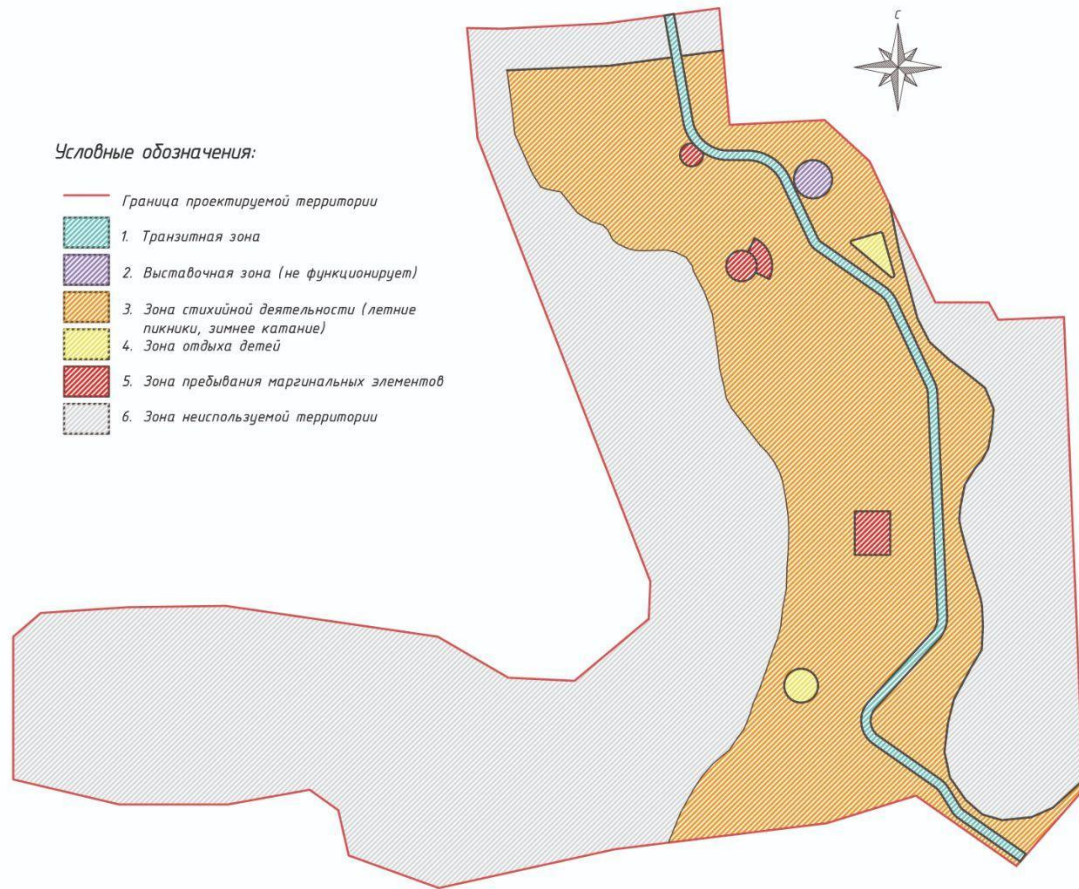 С
Условные обозначения:
Граница проектируемой территории
1. Транзитная зона
2. Выставочная зона (не функционирует)
3. Зона стихийной деятельности (летние
пикники, зимнее катание)
4. Зона отдыха детей
5. Зона пребывания маргинальных элементов
6. Зона неиспользуемой территории